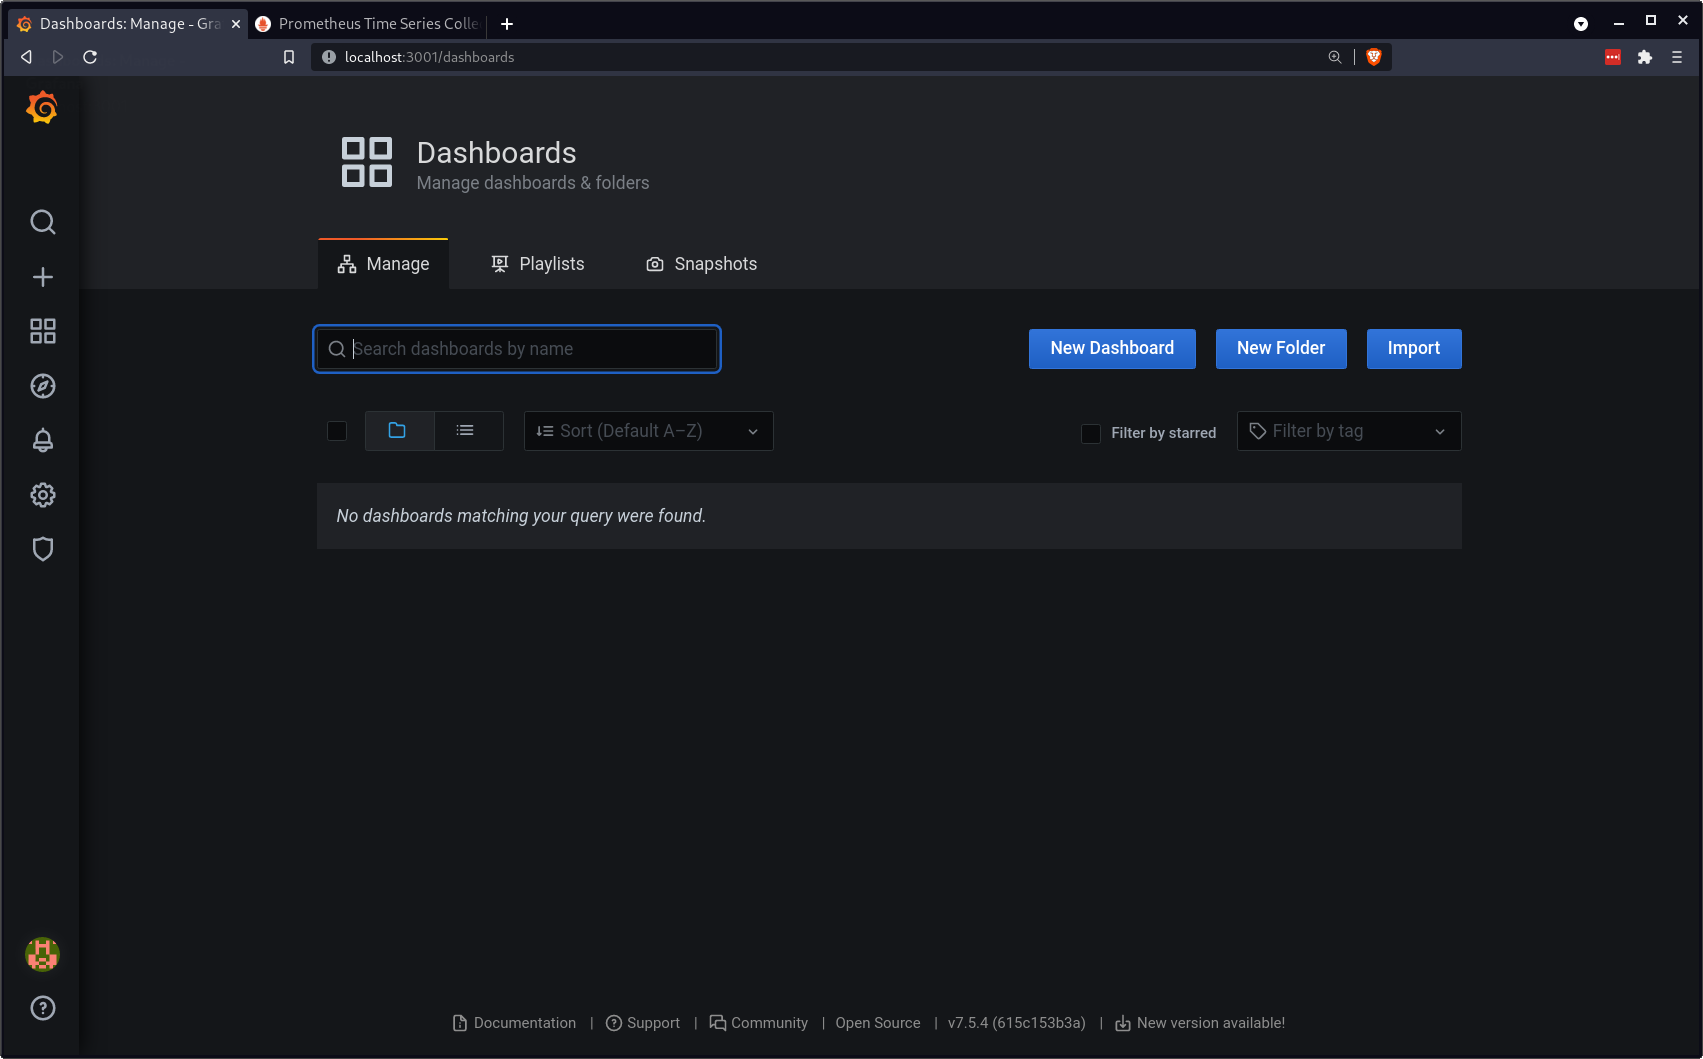 Dashboards: Manage - Gra
Prometheus Time Series Colle
localhost:3001/dashboards
Dashboards
Manage dashboards & folders
Manage
Playlists
Snapshots
Search dashboards by name
New Dashboard
New Folder
Import
Sort (Default A–Z)
Filter by starred
Filter by tag
No dashboards matching your query were found.
Documentation | Support | Community | Open Source | v7.5.4 (615c153b3a) | New version available!